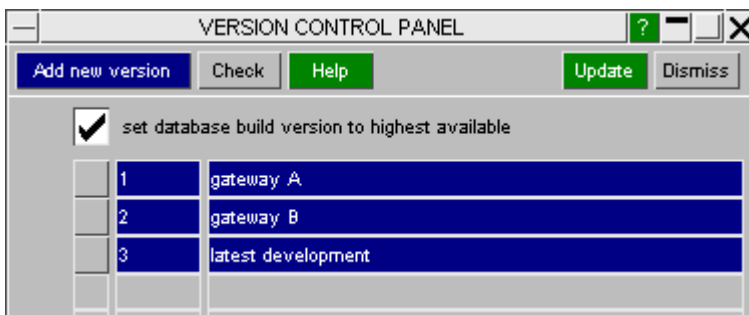 VERSION CONTROL PANEL ?
Add new version Check Help Update Dismiss
set database build version to highest available
1 gateway A
2 gateway B
3 latest development